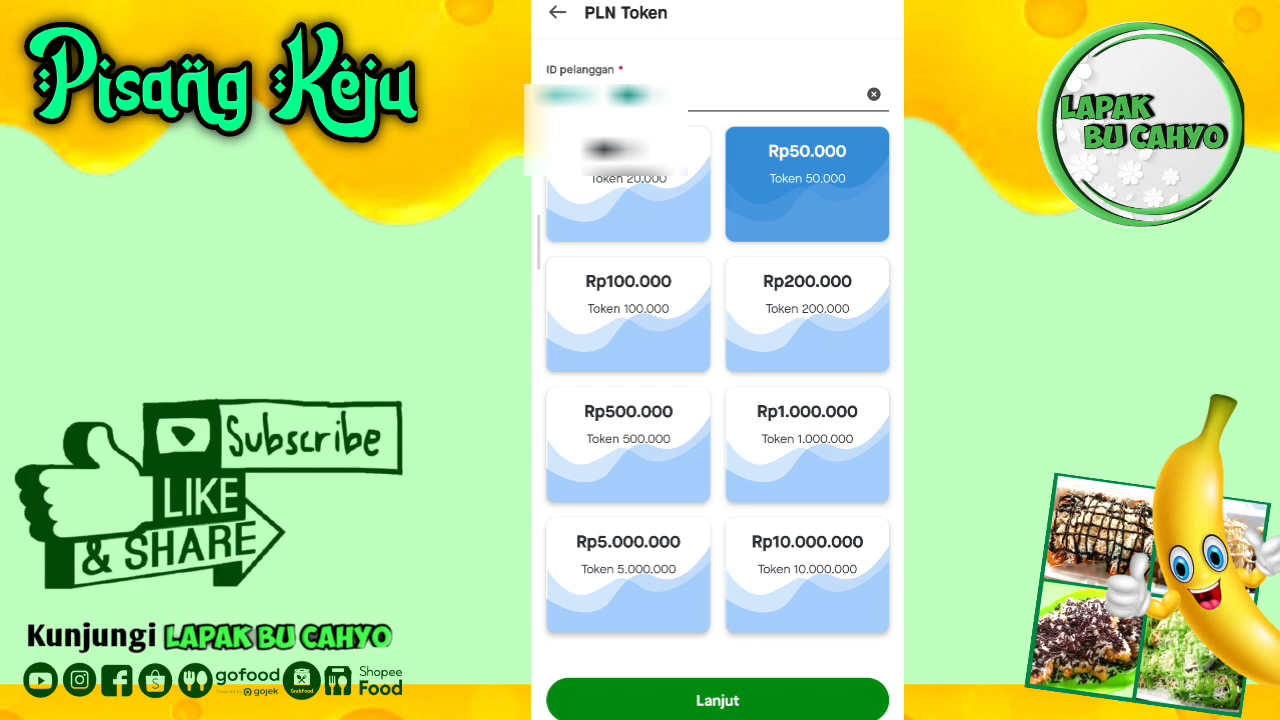 Pisang Keju
PLN Token
ID pelanggan *
Token 20.000
Rp50.000
Token 50.000
Rp100.000
Token 100.000
Rp200.000
Token 200.000
Rp500.000
Token 500.000
Rp1.000.000
Token 1.000.000
Rp5.000.000
Token 5.000.000
Rp10.000.000
Token 10.000.000
Lanjut
LAPAK
BU CAHYO
Subscribe
LIKE
& SHARE
Kunjungi LAPAK BU CAHYO
gofood
Powered by gojek
GrabFood
Shopee
Food